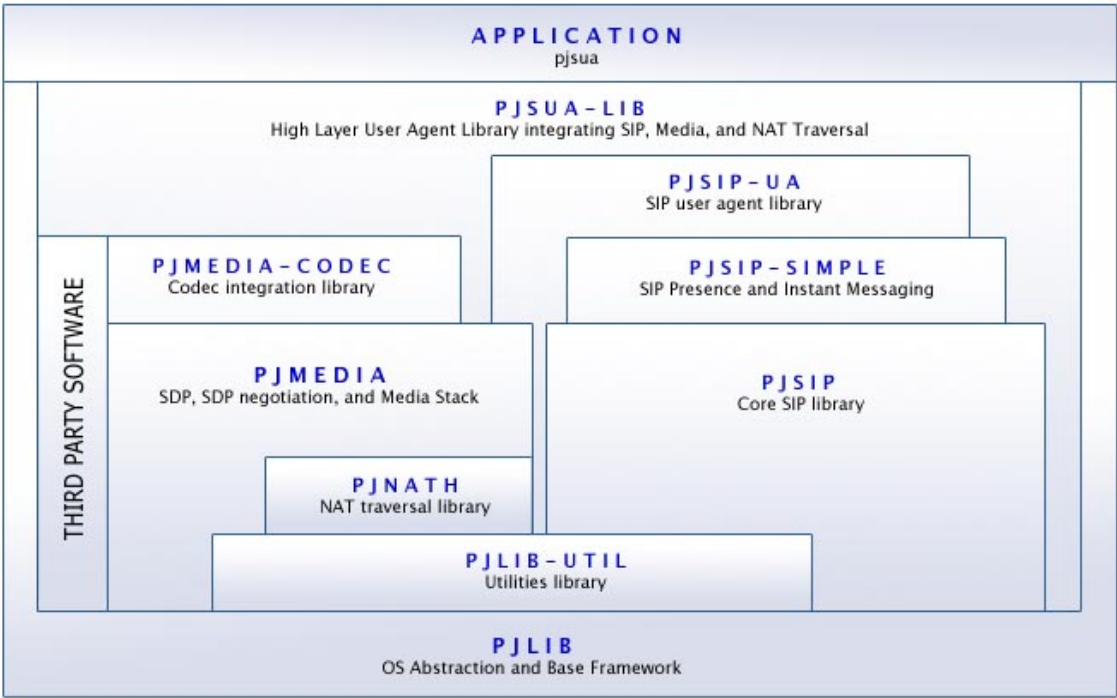 APPLICATION
pjsua
PJSUA-LIB
High Layer User Agent Library integrating SIP, Media, and NAT Traversal
PJSIP-UA
SIP user agent library
PJMEDIA-CODEC
Codec integration library
PJSIP-SIMPLE
SIP Presence and Instant Messaging
THIRD PARTY SOFTWARE
PJMEDIA
SDP, SDP negotiation, and Media Stack
PJSIP
Core SIP library
PJNATH
NAT traversal library
PJLIB-UTIL
Utilities library
PJLIB
OS Abstraction and Base Framework